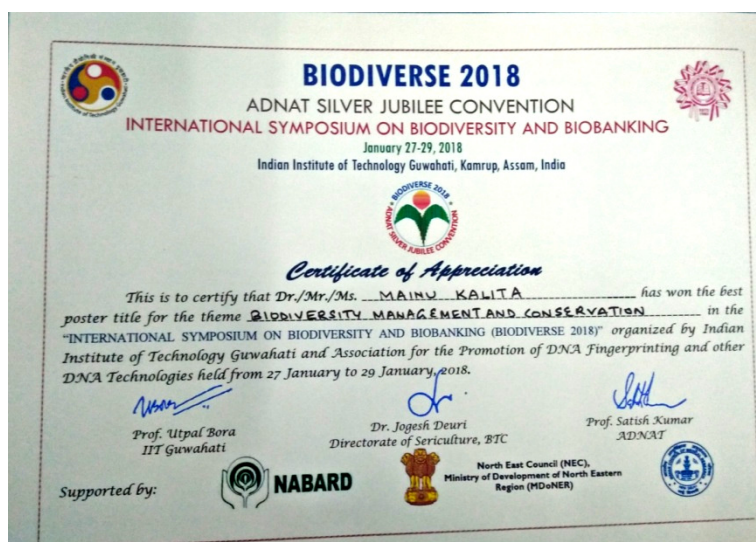 BIODIVERSE 2018
ADNAT SILVER JUBILEE CONVENTION
INTERNATIONAL SYMPOSIUM ON BIODIVERSITY AND BIOBANKING
January 27-29, 2018
Indian Institute of Technology Guwahati, Kamrup, Assam, India
BIODIVERSE 2018
ADNAT SILVER JUBILEE CONVENTION
Certificate of Appreciation
This is to certify that Dr./Mr./Ms. MAINU KALITA has won the best
poster title for the theme BIODIVERSITY MANAGEMENT AND CONSERVATION in the
"INTERNATIONAL SYMPOSIUM ON BIODIVERSITY AND BIOBANKING (BIODIVERSE 2018)" organized by Indian
Institute of Technology Guwahati and Association for the Promotion of DNA Fingerprinting and other
DNA Technologies held from 27 January to 29 January, 2018.
Prof. Utpal Bora
IIT Guwahati
Dr. Jogesh Deuri
Directorate of Sericulture, BTC
Prof. Satish Kumar
ADNAT
Supported by:
NABARD
North East Council (NEC),
Ministry of Development of North Eastern
Region (MDoNER)